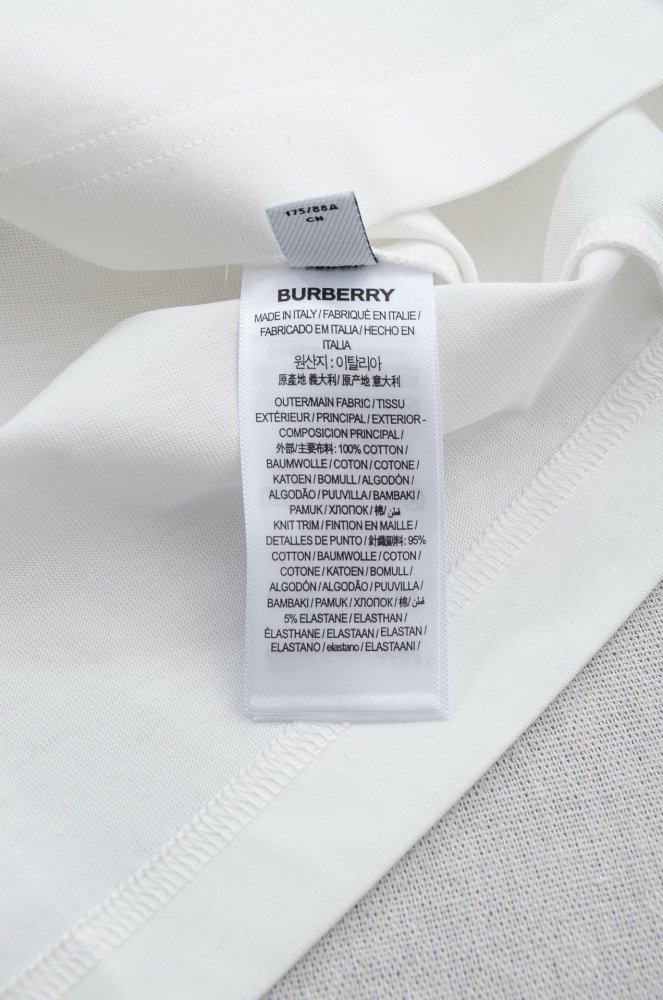 175/88A
CN
BURBERRY
MADE IN ITALY / FABRIQUÉ EN ITALIE /
FABRICADO EM ITALIA / HECHO EN
ITALIA
원산지 : 이탈리아
原產地 義大利 / 原产地 意大利
OUTER/MAIN FABRIC / TISSU
EXTÉRIEUR / PRINCIPAL / EXTERIOR -
COMPOSICION PRINCIPAL /
外部/主要布料: 100% COTTON /
BAUMWOLLE / COTON / COTONE /
KATOEN / BOMULL / ALGODÓN /
ALGODÃO / PUUVILLA / BAMBAKI /
PAMUK / ХЛОПОК / 棉/ قطن /
KNIT TRIM / FINTION EN MAILLE /
DETALLES DE PUNTO / 針織副料: 95%
COTTON / BAUMWOLLE / COTON /
COTONE / KATOEN / BOMULL /
ALGODÓN / ALGODÃO / PUUVILLA /
BAMBAKI / PAMUK / ХЛОПОК / 棉/ قطن /
5% ELASTANE / ELASTHAN /
ÉLASTHANE / ELASTAAN / ELASTAN /
ELASTANO / elastano / ELASTAANI /